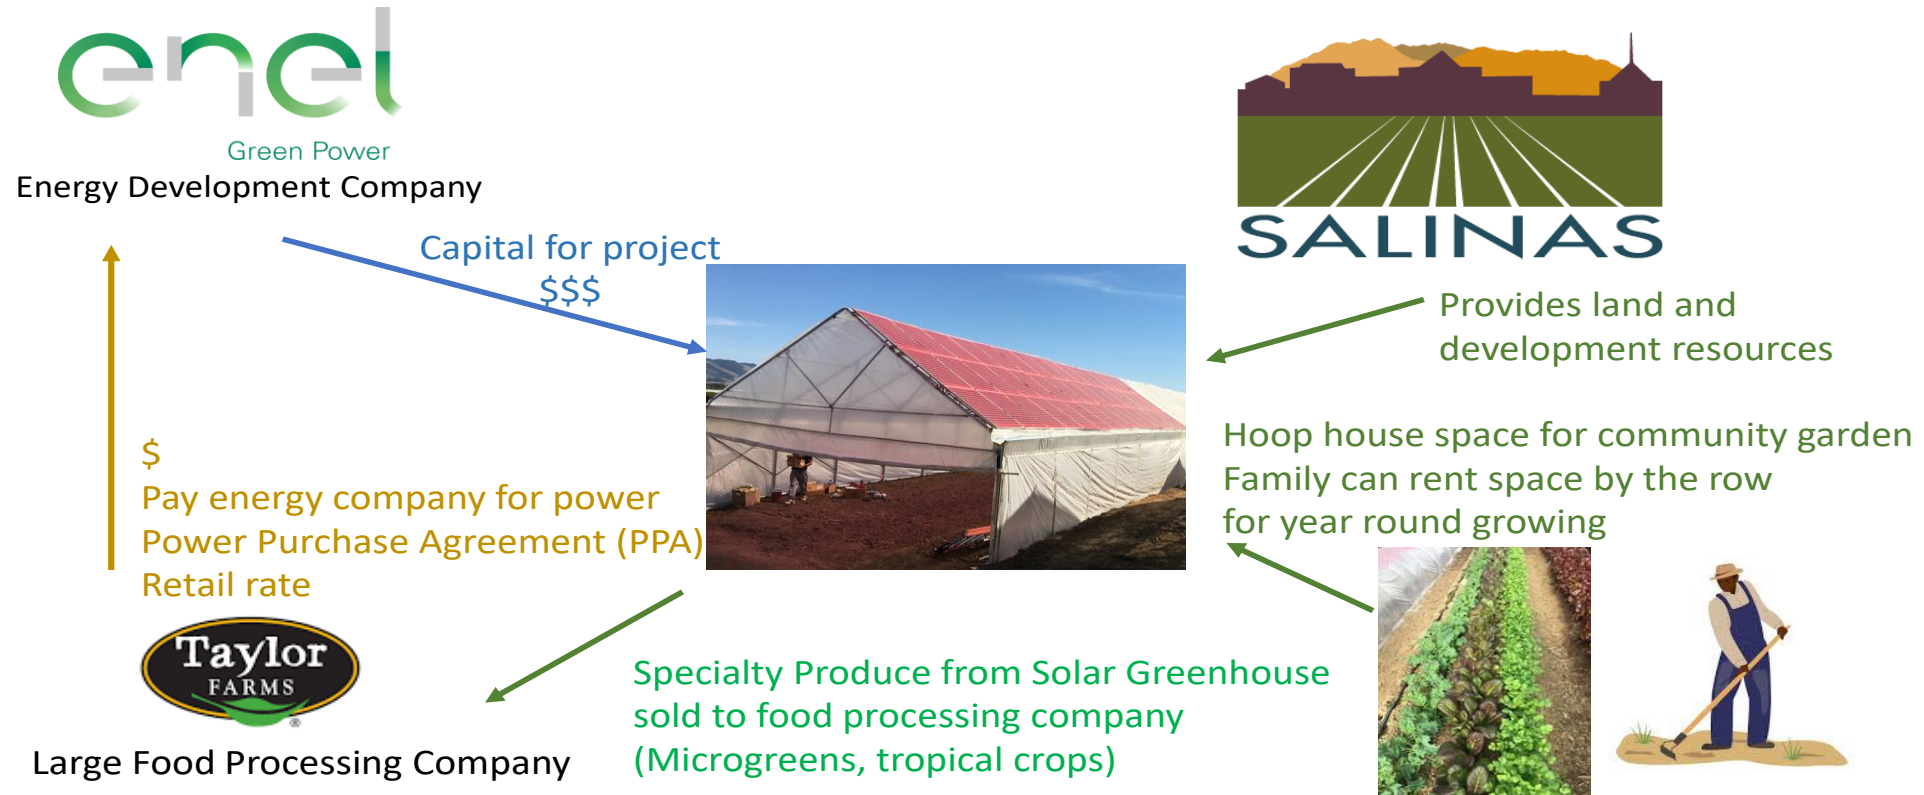 enel
Green Power
Energy Development Company
SALINAS
Capital for project
$$$
Provides land and
development resources
$
Pay energy company for power
Power Purchase Agreement (PPA)
Retail rate
Hoop house space for community garden
Family can rent space by the row
for year round growing
Taylor
FARMS
®
Large Food Processing Company
Specialty Produce from Solar Greenhouse
sold to food processing company
(Microgreens, tropical crops)